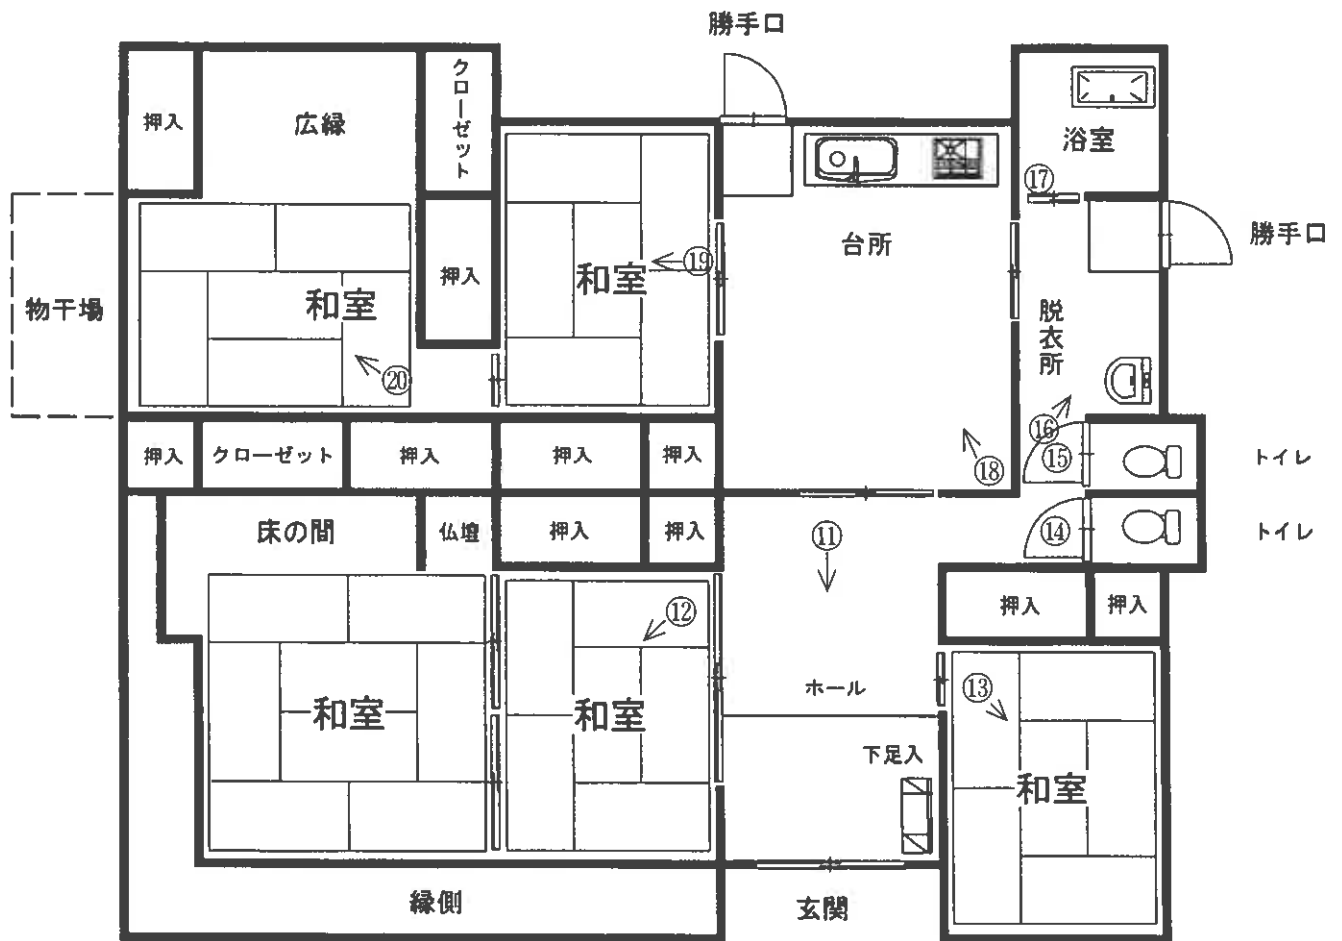 勝手口
押入
広縁
クローゼット
浴室
⑰
台所
勝手口
和室
⑲
押入
物干場
和室
脱衣所
⑳
⑯
押入
クローゼット
押入
押入
押入
⑱
⑮
トイレ
床の間
仏壇
押入
押入
⑪
⑭
トイレ
⑫
押入
押入
和室
和室
ホール
⑬
下足入
和室
縁側
玄関